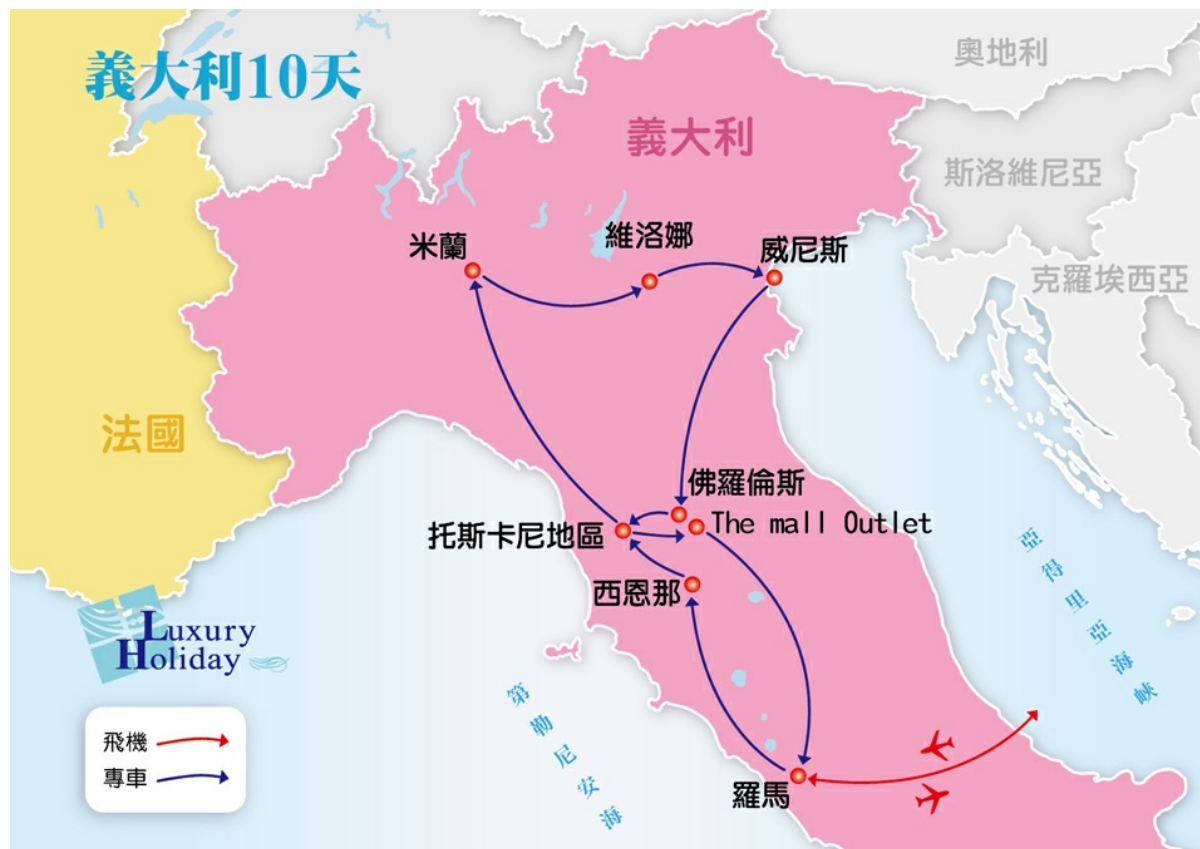 義大利10天
奧地利
義大利
斯洛維尼亞
米蘭
維洛娜
威尼斯
克羅埃西亞
法國
佛羅倫斯
The mall Outlet
托斯卡尼地區
西恩那
亞得里亞海峽
Luxury
Holiday
第勒尼安海
飛機
專車
羅馬